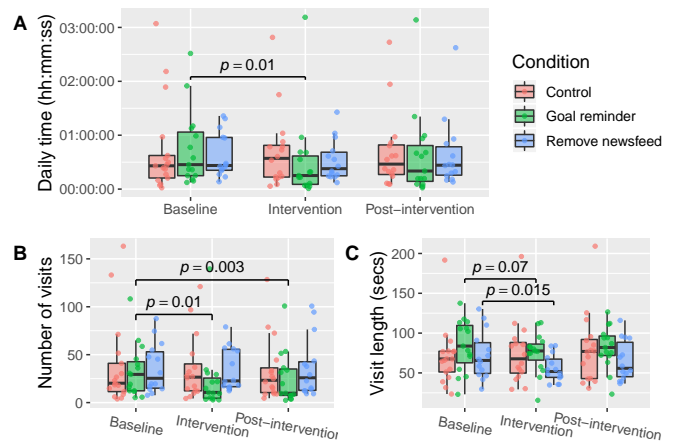 A
Daily time (hh:mm:ss)
03:00:00
02:00:00
01:00:00
00:00:00
p = 0.01
Baseline
Intervention
Post−intervention
Condition
Control
Goal reminder
Remove newsfeed
B
Number of visits
150
100
50
0
p = 0.003
p = 0.01
Baseline
Intervention
Post−intervention
C
Visit length (secs)
200
150
100
50
p = 0.07
p = 0.015
Baseline
Intervention
Post−intervention